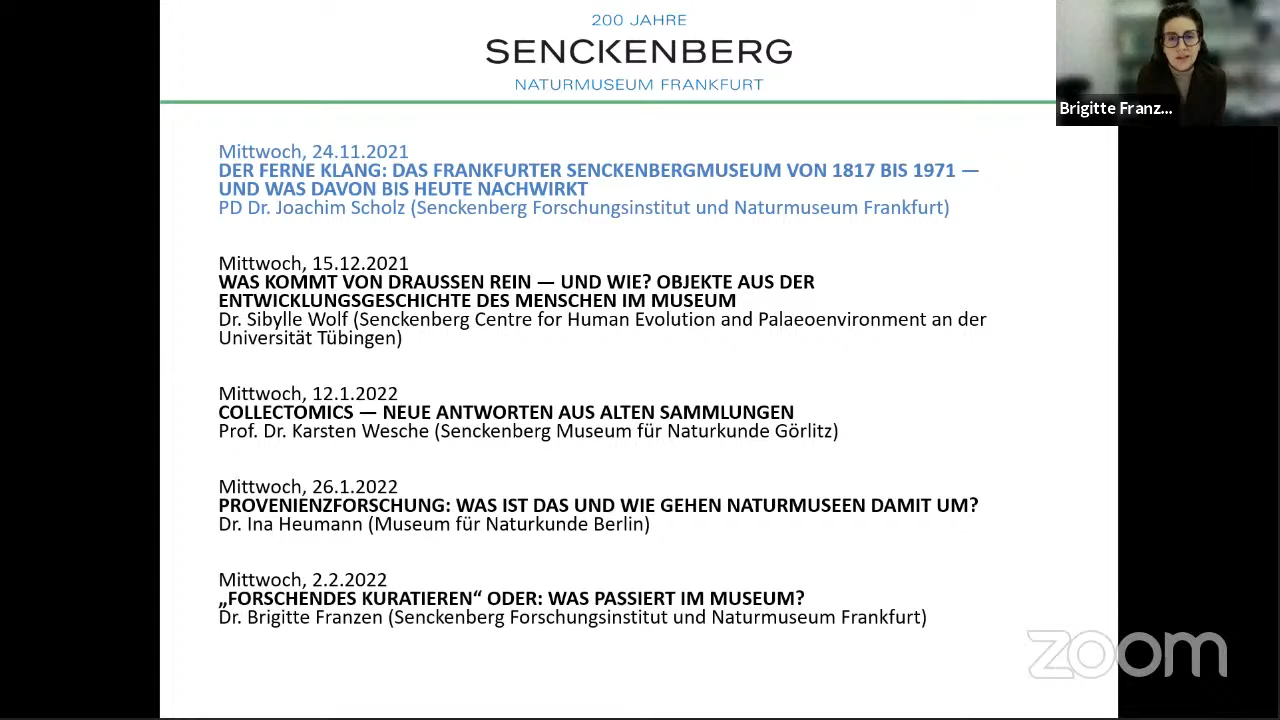 200 JAHRE
SENCKENBERG
NATURMUSEUM FRANKFURT
Brigitte Franz...
Mittwoch, 24.11.2021
DER FERNE KLANG: DAS FRANKFURTER SENCKENBERGMUSEUM VON 1817 BIS 1971 —
UND WAS DAVON BIS HEUTE NACHWIRKT
PD Dr. Joachim Scholz (Senckenberg Forschungsinstitut und Naturmuseum Frankfurt)
Mittwoch, 15.12.2021
WAS KOMMT VON DRAUSSEN REIN — UND WIE? OBJEKTE AUS DER
ENTWICKLUNGSGESCHICHTE DES MENSCHEN IM MUSEUM
Dr. Sibylle Wolf (Senckenberg Centre for Human Evolution and Palaeoenvironment an der
Universität Tübingen)
Mittwoch, 12.1.2022
COLLECTOMICS — NEUE ANTWORTEN AUS ALTEN SAMMLUNGEN
Prof. Dr. Karsten Wesche (Senckenberg Museum für Naturkunde Görlitz)
Mittwoch, 26.1.2022
PROVENIENZFORSCHUNG: WAS IST DAS UND WIE GEHEN NATURMUSEEN DAMIT UM?
Dr. Ina Heumann (Museum für Naturkunde Berlin)
Mittwoch, 2.2.2022
„FORSCHENDES KURATIEREN“ ODER: WAS PASSIERT IM MUSEUM?
Dr. Brigitte Franzen (Senckenberg Forschungsinstitut und Naturmuseum Frankfurt)
zoom